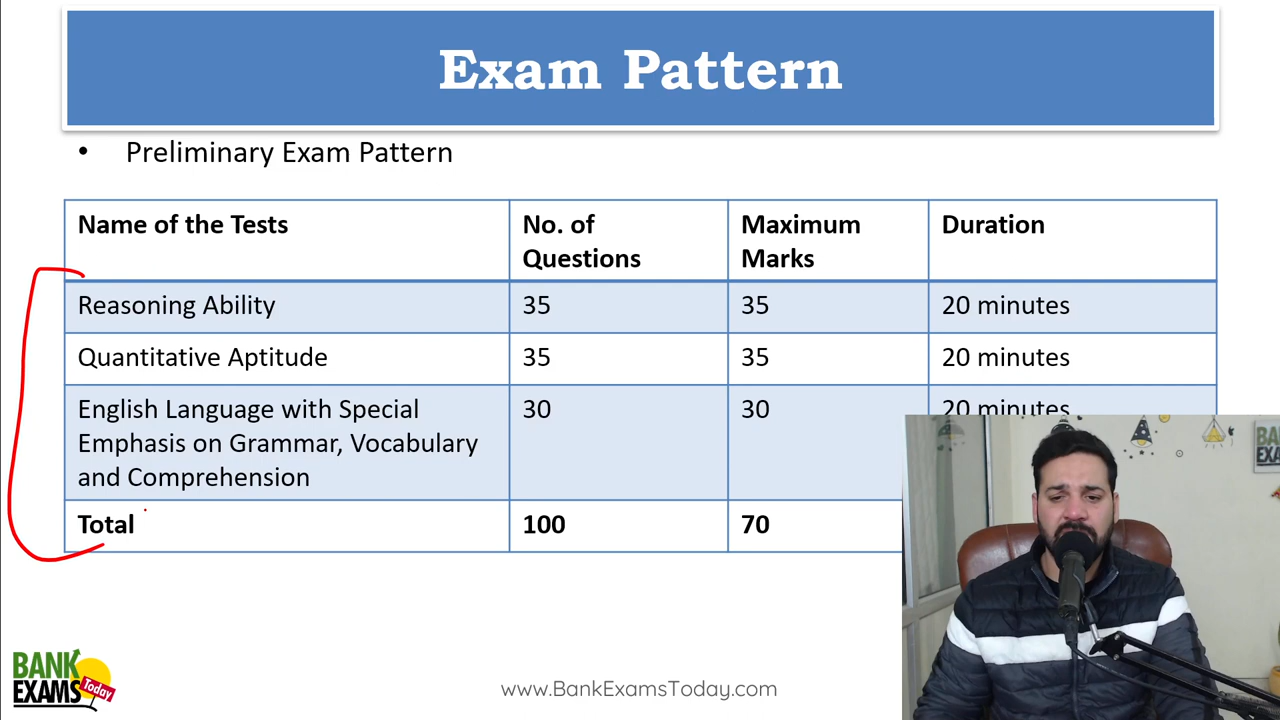 Exam Pattern
• Preliminary Exam Pattern
Name of the Tests
No. of
Questions
Maximum
Marks
Duration
Reasoning Ability 35 35 20 minutes
Quantitative Aptitude 35 35 20 minutes
English Language with Special 30 30 20 minutes
Emphasis on Grammar, Vocabulary
and Comprehension
Total 100 70
BANK
EXAMS
Today
www.BankExamsToday.com